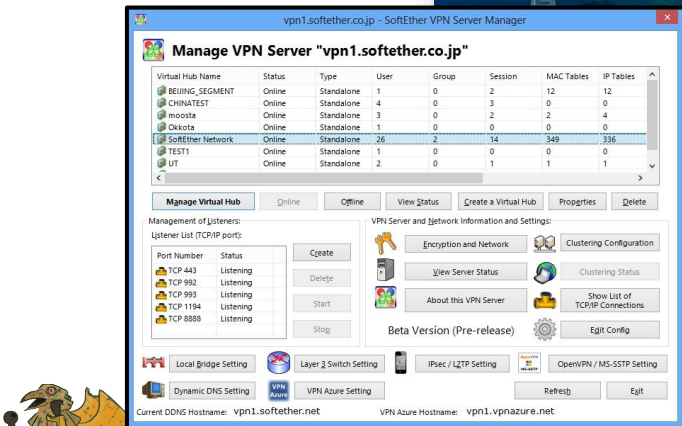 vpn1.softether.co.jp - SoftEther VPN Server Manager
Manage VPN Server "vpn1.softether.co.jp"
Virtual Hub Name Status Type User Group Session MAC Tables IP Tables
BEIJING_SEGMENT Online Standalone 1 0 2 12 12
CHINATEST Online Standalone 4 0 3 0 0
moosta Online Standalone 3 0 2 2 4
Okkota Online Standalone 1 0 0 0 0
SoftEther Network Online Standalone 26 2 14 349 336
TEST1 Online Standalone 1 0 0 0 0
UT Online Standalone 2 0 1 1 1
Manage Virtual Hub Online Offline View Status Create a Virtual Hub Properties Delete
Management of Listeners: VPN Server and Network Information and Settings:
Listener List (TCP/IP port):
Port Number Status
TCP 443 Listening
TCP 992 Listening
TCP 993 Listening
TCP 1194 Listening
TCP 8888 Listening
Create
Delete
Start
Stop
Encryption and Network Clustering Configuration
View Server Status Clustering Status
About this VPN Server Show List of
TCP/IP Connections
Beta Version (Pre-release) Edit Config
Local Bridge Setting Layer 3 Switch Setting IPsec / L2TP Setting OpenVPN MS-SSTP OpenVPN / MS-SSTP Setting
Dynamic DNS Setting VPN Azure VPN Azure Setting Refresh Exit
Current DDNS Hostname: vpn1.softether.net VPN Azure Hostname: vpn1.vpnazure.net